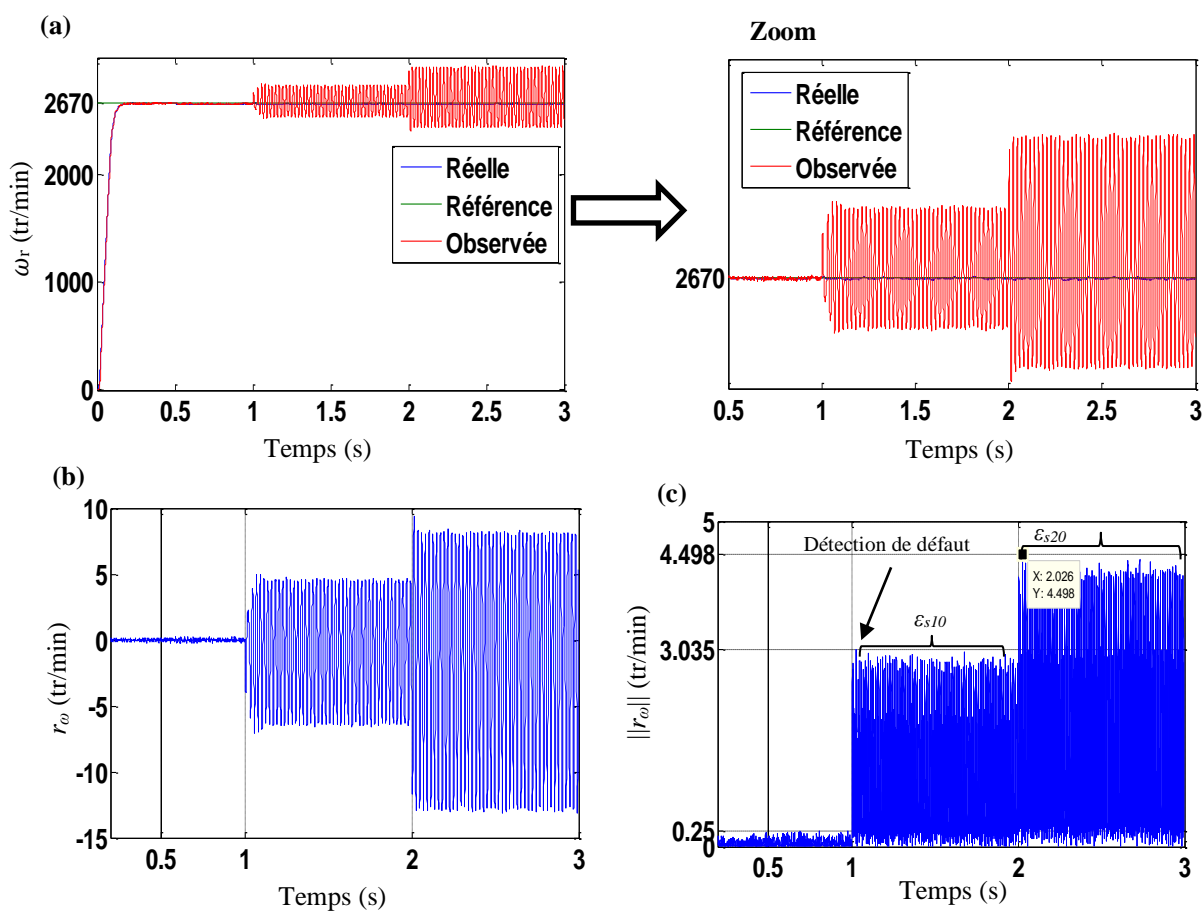 (a)
ωr (tr/min)
2670
2000
1000
0
0 0.5 1 1.5 2 2.5 3
Temps (s)
Réelle
Référence
Observée
Zoom
Réelle
Référence
Observée
2670
0.5 1 1.5 2 2.5 3
Temps (s)
(b)
rω (tr/min)
10
5
0
-5
-10
-15
0.5 1 2 3
Temps (s)
(c)
||rω|| (tr/min)
5
4.498
3.035
0.25
0
Détection de défaut
εs10
εs20
X: 2.026
Y: 4.498
0.5 1 2 3
Temps (s)